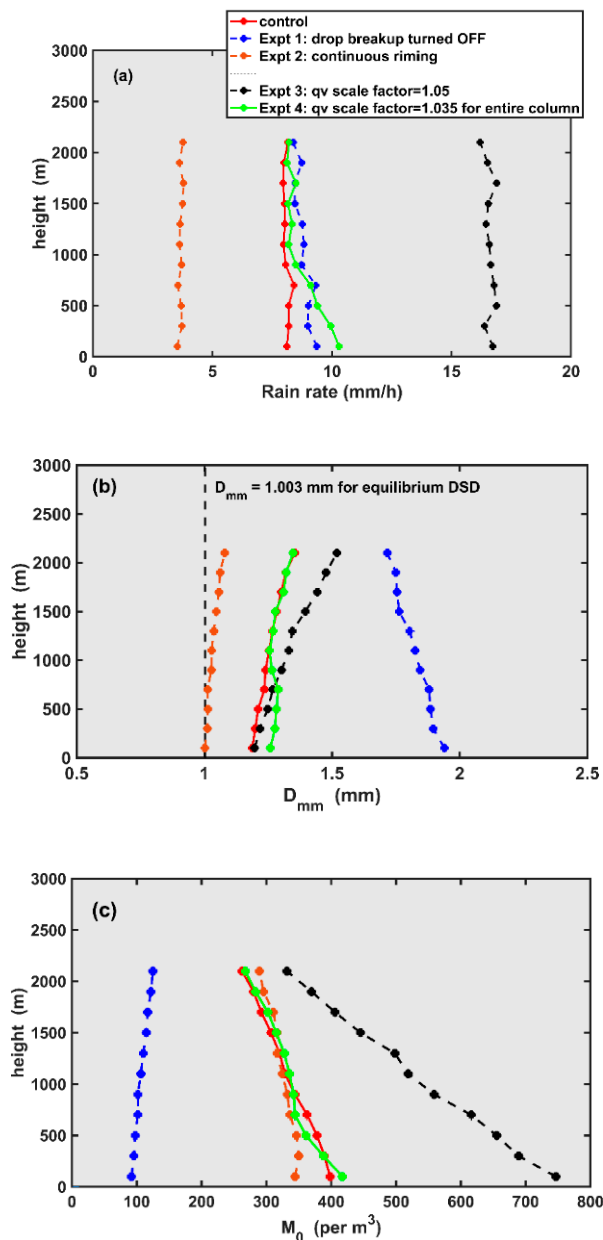 control
Expt 1: drop breakup turned OFF
Expt 2: continuous riming
Expt 3: qv scale factor=1.05
Expt 4: qv scale factor=1.035 for entire column
(a)
3000
2500
2000
1500
1000
500
0
height (m)
0 5 10 15 20
Rain rate (mm/h)
(b)
D_mm = 1.003 mm for equilibrium DSD
3000
2500
2000
1500
1000
500
0
height (m)
0.5 1 1.5 2 2.5
D_mm (mm)
(c)
3000
2500
2000
1500
1000
500
0
height (m)
0 100 200 300 400 500 600 700 800
M_0 (per m^3)